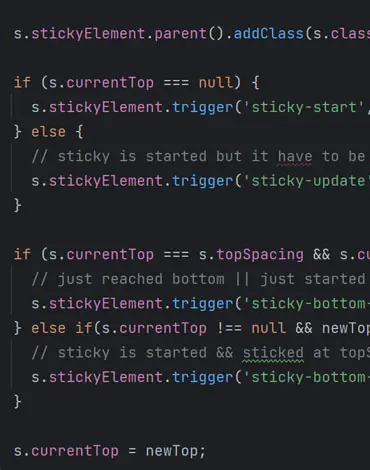 s.stickyElement.parent().addClass(s.class
if (s.currentTop === null) {
s.stickyElement.trigger('sticky-start',
} else {
// sticky is started but it have to be
s.stickyElement.trigger('sticky-update'
}
if (s.currentTop === s.topSpacing && s.cu
// just reached bottom || just started
s.stickyElement.trigger('sticky-bottom-
} else if(s.currentTop !== null && newTop
// sticky is started && sticked at topS
s.stickyElement.trigger('sticky-bottom-
}
s.currentTop = newTop;